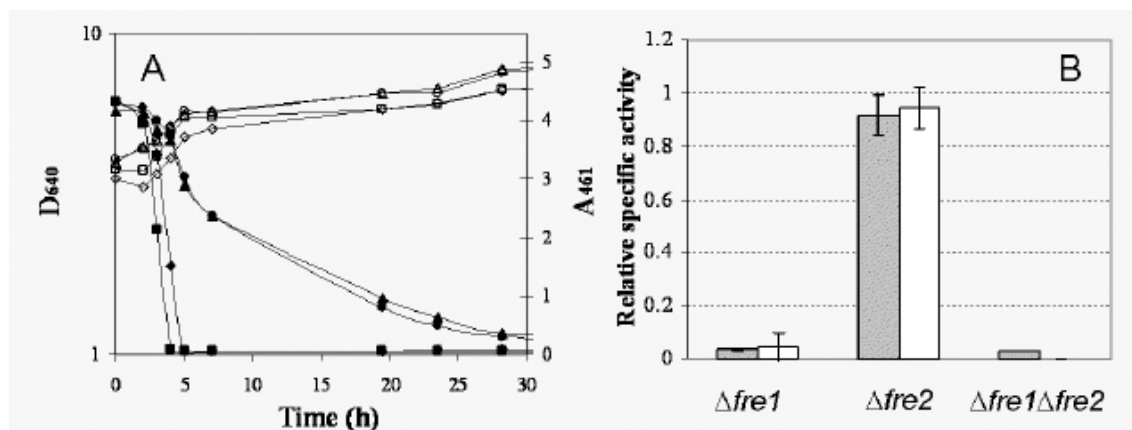 A
10
1
D640
5
4
3
2
1
0
A461
0 5 10 15 20 25 30
Time (h)
B
1.2
1
0.8
0.6
0.4
0.2
0
Relative specific activity
Δfre1 Δfre2 Δfre1Δfre2